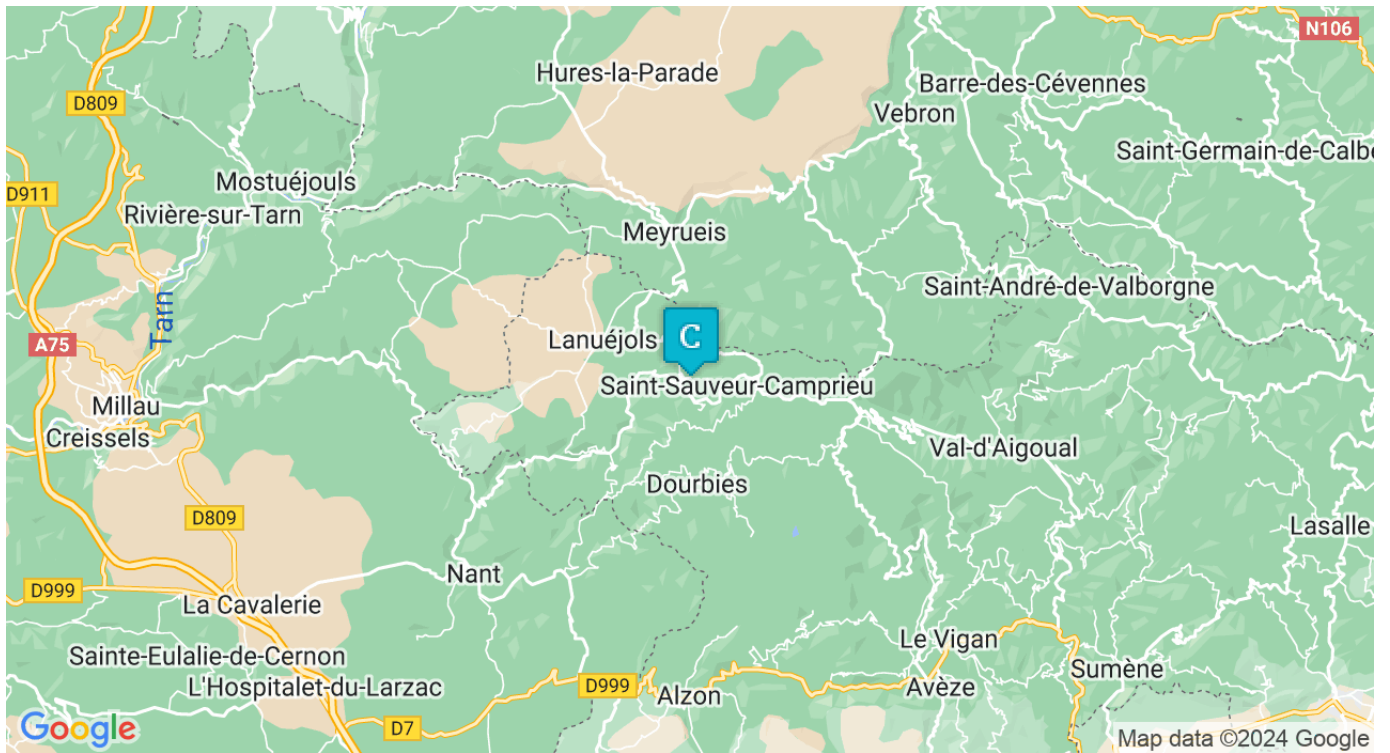 N106
Hures-la-Parade
Barre-des-Cévennes
D809
Vebron
Saint-Germain-de-Calbe
Mostuéjouls
D911
Rivière-sur-Tarn
Meyrueis
Saint-André-de-Valborgne
Tarn
A75
Lanuéjols
C
Saint-Sauveur-Camprieu
Millau
Creissels
Val-d'Aigoual
Dourbies
D809
Lasalle
Nant
D999
La Cavalerie
Le Vigan
Sainte-Eulalie-de-Cernon
Sumène
L'Hospitalet-du-Larzac
D999
Alzon
Avèze
D7
Google
Map data ©2024 Google